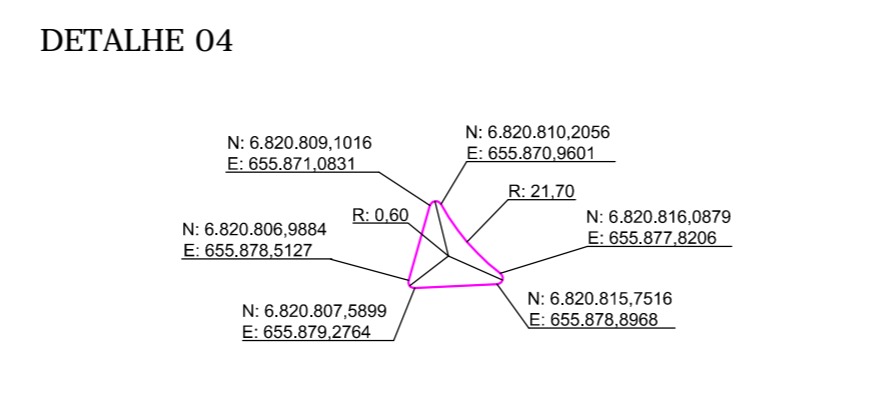 DETALHE 04
N: 6.820.809,1016
E: 655.871,0831
N: 6.820.810,2056
E: 655.870,9601
R: 21,70
R: 0,60
N: 6.820.816,0879
E: 655.877,8206
N: 6.820.806,9884
E: 655.878,5127
N: 6.820.815,7516
E: 655.878,8968
N: 6.820.807,5899
E: 655.879,2764